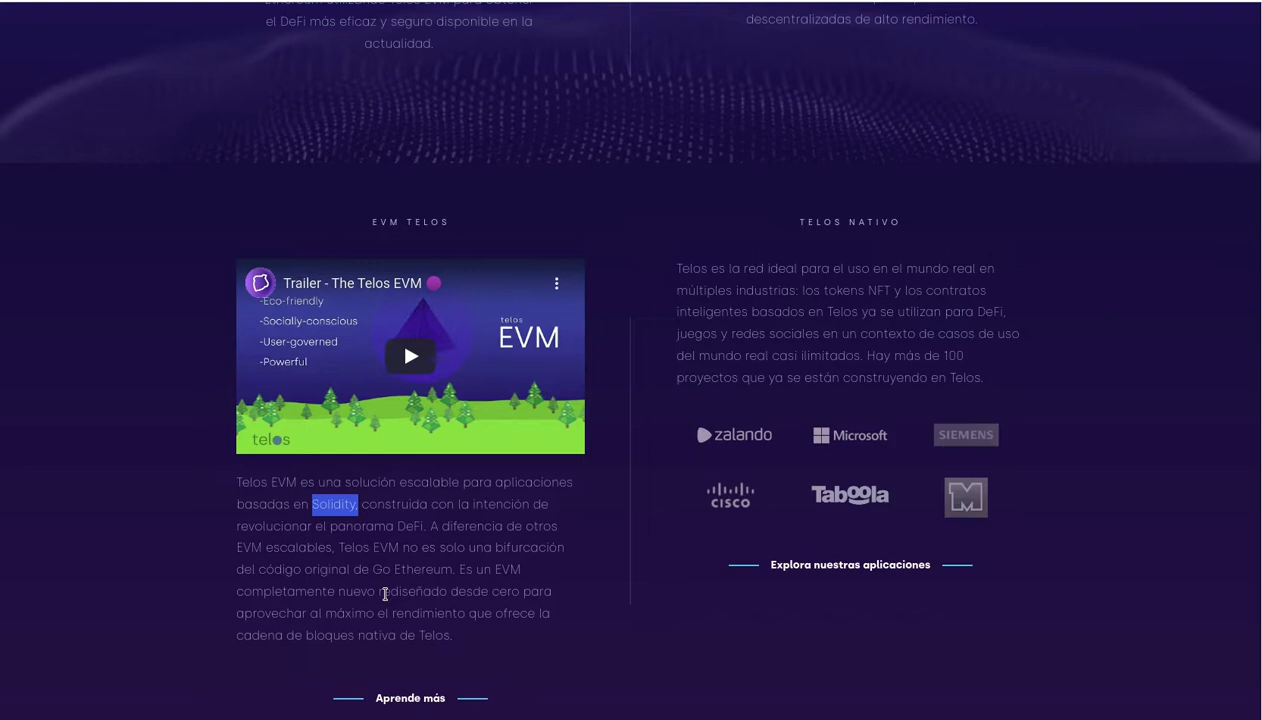 el DeFi más eficaz y seguro disponible en la
actualidad.
descentralizadas de alto rendimiento.
EVM TELOS
Trailer - The Telos EVM
-Eco-friendly
-Socially-conscious
-User-governed
-Powerful
telos
EVM
telos
Telos EVM es una solución escalable para aplicaciones
basadas en Solidity, construida con la intención de
revolucionar el panorama DeFi. A diferencia de otros
EVM escalables, Telos EVM no es solo una bifurcación
del código original de Go Ethereum. Es un EVM
completamente nuevo rediseñado desde cero para
aprovechar al máximo el rendimiento que ofrece la
cadena de bloques nativa de Telos.
Aprende más
TELOS NATIVO
Telos es la red ideal para el uso en el mundo real en
múltiples industrias: los tokens NFT y los contratos
inteligentes basados en Telos ya se utilizan para DeFi,
juegos y redes sociales en un contexto de casos de uso
del mundo real casi ilimitados. Hay más de 100
proyectos que ya se están construyendo en Telos.
zalando Microsoft SIEMENS
CISCO Taboola M
Explora nuestras aplicaciones